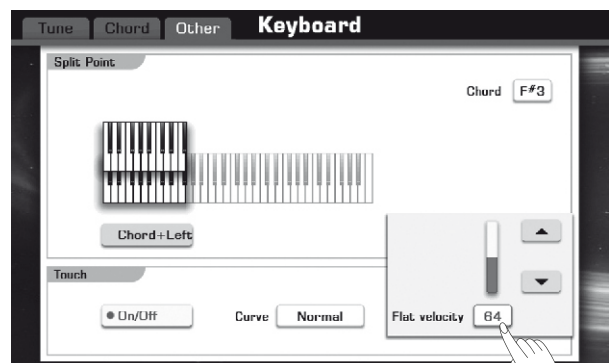 Tune Chord Other Keyboard
Split Point
Chord F#3
Chord+Left
Touch
On/Off Curve Normal Flat velocity 64